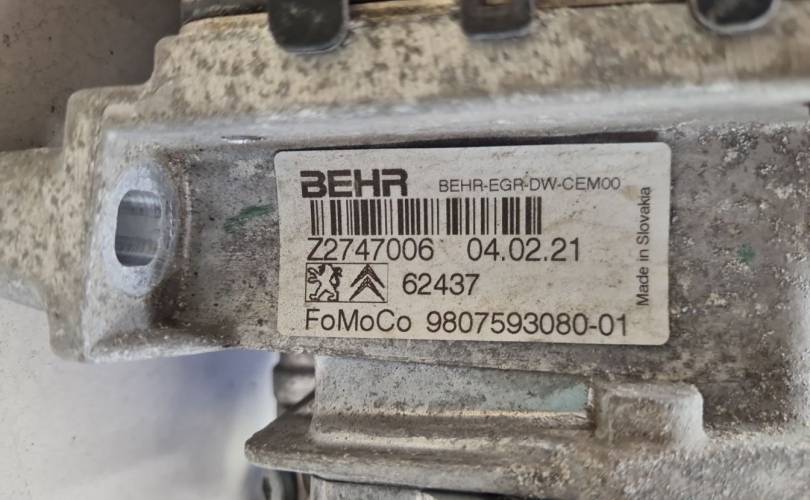 BEHR BEHR-EGR-DW-CEM00
Z2747006 04.02.21
62437
FoMoCo 9807593080-01
Made in Slovakia